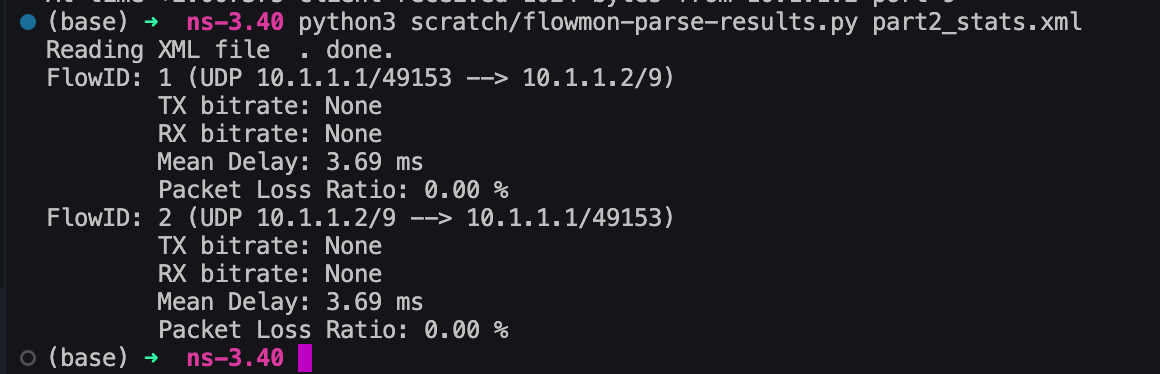 (base) ➜ ns-3.40 python3 scratch/flowmon-parse-results.py part2_stats.xml
Reading XML file . done.
FlowID: 1 (UDP 10.1.1.1/49153 --> 10.1.1.2/9)
TX bitrate: None
RX bitrate: None
Mean Delay: 3.69 ms
Packet Loss Ratio: 0.00 %
FlowID: 2 (UDP 10.1.1.2/9 --> 10.1.1.1/49153)
TX bitrate: None
RX bitrate: None
Mean Delay: 3.69 ms
Packet Loss Ratio: 0.00 %
(base) ➜ ns-3.40